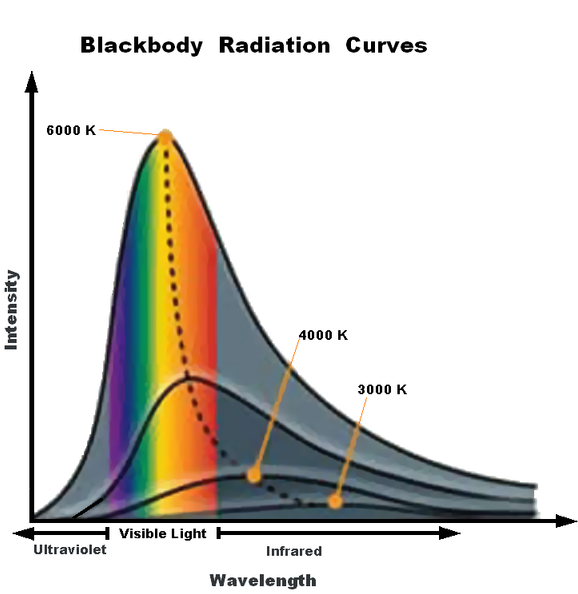 Blackbody Radiation Curves
6000 K
Intensity
4000 K
3000 K
Visible Light
Ultraviolet
Infrared
Wavelength